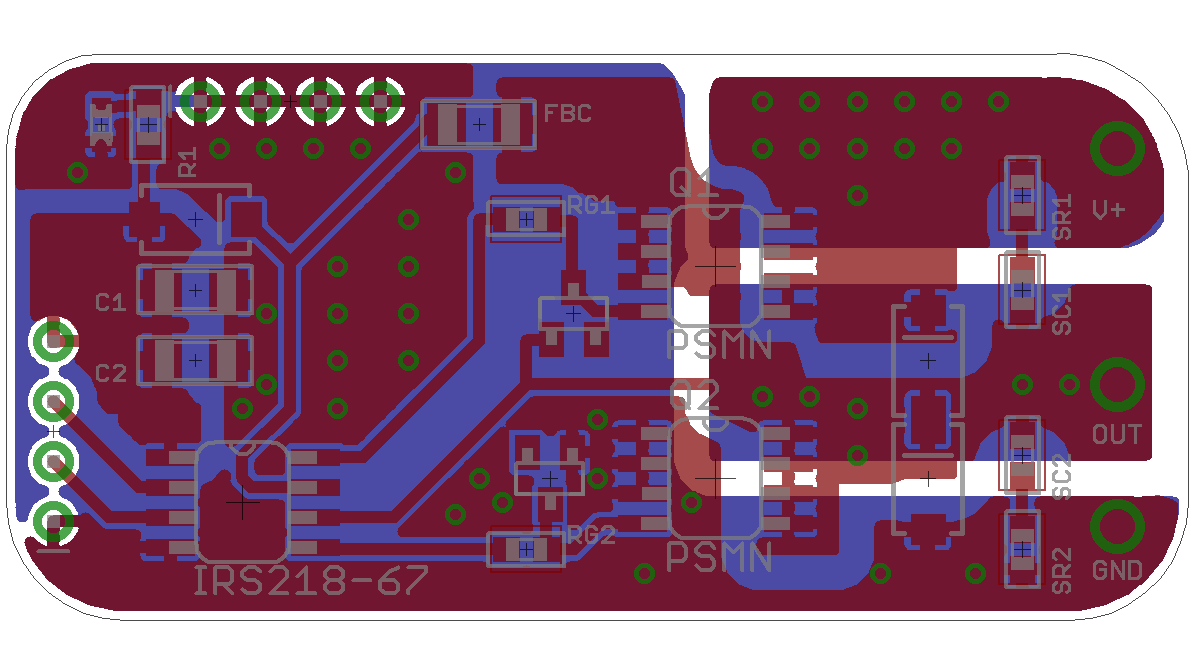 FBC
R1
Q1
RG1
SR1
V+
C1
SC1
PSMN
C2
Q2
OUT
SC2
RG2
PSMN
SR2
GND
IRS218-67